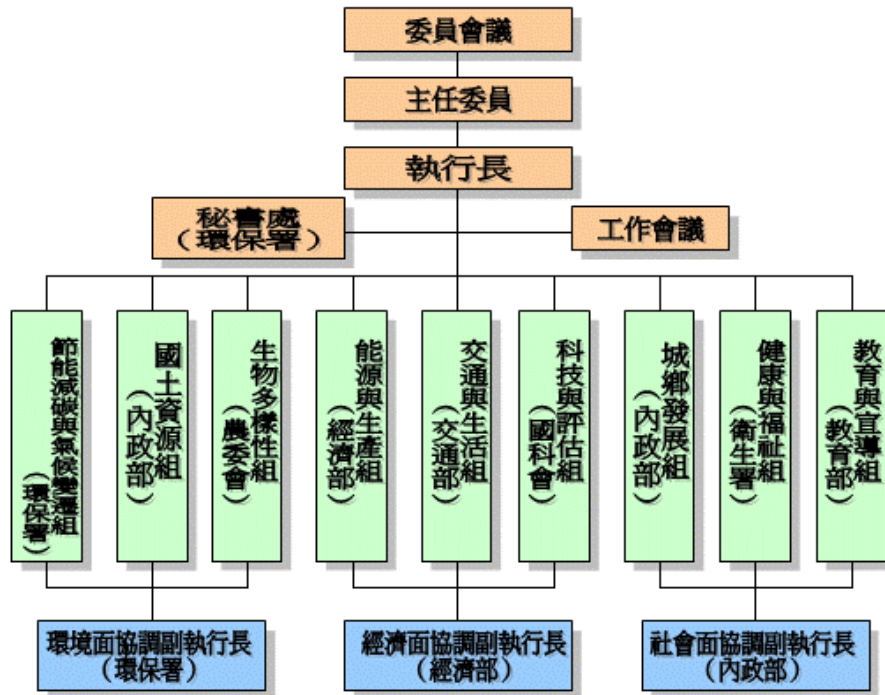 委員會議
主任委員
執行長
秘書處
（環保署）
工作會議
節能減碳與氣候變遷組
（環保署）
國土資源組
（內政部）
生物多樣性組
（農委會）
能源與生產組
（經濟部）
交通與生活組
（交通部）
科技與評估組
（國科會）
城鄉發展組
（內政部）
健康與福祉組
（衛生署）
教育與宣導組
（教育部）
環境面協調副執行長
（環保署）
經濟面協調副執行長
（經濟部）
社會面協調副執行長
（內政部）